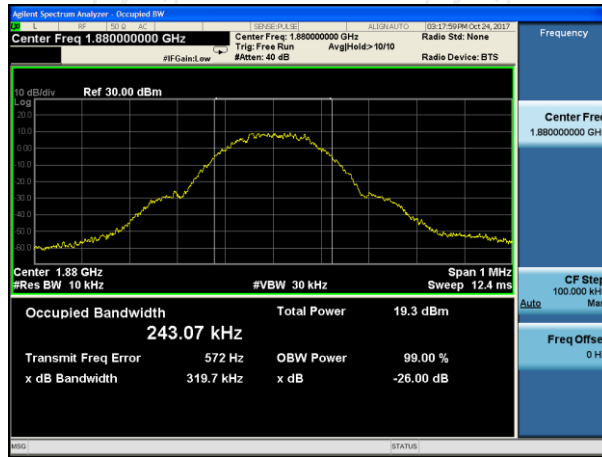 Agilent Spectrum Analyzer - Occupied BW
L RF 50 Ω AC SENSE:PULSE ALIGNAUTO 03:17:59PM Oct 24, 2017
Center Freq 1.880000000 GHz Center Freq: 1.880000000 GHz Radio Std: None
Trig: Free Run Avg|Hold:> 10/10
#IFGain:Low #Atten: 40 dB Radio Device: BTS
Frequency
10 dB/div Ref 30.00 dBm
Log
20.0
10.0
0.00
-10.0
-20.0
-30.0
-40.0
-50.0
-60.0
Center 1.88 GHz Span 1 MHz
#Res BW 10 kHz #VBW 30 kHz Sweep 12.4 ms
Occupied Bandwidth Total Power 19.3 dBm
243.07 kHz
Transmit Freq Error 572 Hz OBW Power 99.00 %
x dB Bandwidth 319.7 kHz x dB -26.00 dB
Center Fre
1.880000000 GH
CF Step
100.000 kH
Auto Ma
Freq Offse
0 H
MSG STATUS